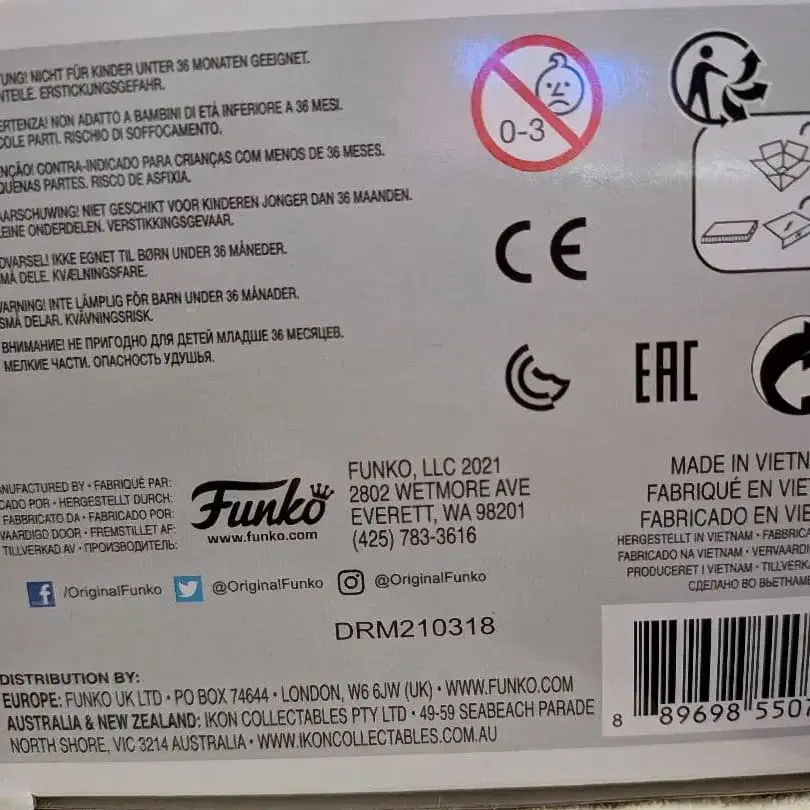 TUNG! NICHT FÜR KINDER UNTER 36 MONATEN GEEIGNET.
NTEILE. ERSTICKUNGSGEFAHR.
ERTENZA! NON ADATTO A BAMBINI DI ETÀ INFERIORE A 36 MESI.
COLE PARTI. RISCHIO DI SOFFOCAMENTO.
ENÇÃO! CONTRA-INDICADO PARA CRIANÇAS COM MENOS DE 36 MESES.
QUENAS PARTES. RISCO DE ASFIXIA.
AARSCHUWING! NIET GESCHIKT VOOR KINDEREN JONGER DAN 36 MAANDEN.
LEINE ONDERDELEN. VERSTIKKINGSGEVAAR.
DVARSEL! IKKE EGNET TIL BØRN UNDER 36 MÅNEDER.
MÅ DELE. KVÆLNINGSFARE.
VARNING! INTE LÄMPLIG FÖR BARN UNDER 36 MÅNADER.
SMÅ DELAR. KVÄVNINGSRISK.
ВНИМАНИЕ! НЕ ПРИГОДНО ДЛЯ ДЕТЕЙ МЛАДШЕ 36 МЕСЯЦЕВ.
МЕЛКИЕ ЧАСТИ. ОПАСНОСТЬ УДУШЬЯ.
0-3
CE
EAC
ANUFACTURED BY • FABRIQUÉ PAR:
CADO POR • HERGESTELLT DURCH:
FABBRICATO DA • FABRICADO POR:
VAARDIGD DOOR • FREMSTILLET AF:
TILLVERKAD AV • ПРОИЗВОДИТЕЛЬ:
Funko
www.funko.com
FUNKO, LLC 2021
2802 WETMORE AVE
EVERETT, WA 98201
(425) 783-3616
MADE IN VIETN
FABRIQUÉ EN VIE
FABRICADO EN VIE
HERGESTELLT IN VIETNAM • FABBRICA
FABRICADO NA VIETNAM • VERVAARDI
PRODUCERET I VIETNAM • TILLVERKA
СДЕЛАНО ВО ВЬЕТНАМЕ
/OriginalFunko
@OriginalFunko
@OriginalFunko
DRM210318
DISTRIBUTION BY:
EUROPE: FUNKO UK LTD • PO BOX 74644 • LONDON, W6 6JW (UK) • WWW.FUNKO.COM
AUSTRALIA & NEW ZEALAND: IKON COLLECTABLES PTY LTD • 49-59 SEABEACH PARADE
NORTH SHORE, VIC 3214 AUSTRALIA • WWW.IKONCOLLECTABLES.COM.AU
8 89698 5507